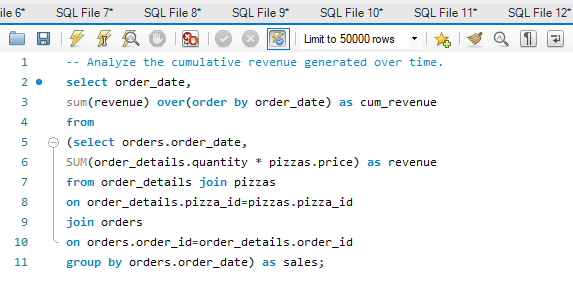 ile 6* SQL File 7* SQL File 8* SQL File 9* SQL File 10* SQL File 11* SQL File 12*
Limit to 50000 rows
1 -- Analyze the cumulative revenue generated over time.
2 select order_date,
3 sum(revenue) over(order by order_date) as cum_revenue
4 from
5 (select orders.order_date,
6 SUM(order_details.quantity * pizzas.price) as revenue
7 from order_details join pizzas
8 on order_details.pizza_id=pizzas.pizza_id
9 join orders
10 on orders.order_id=order_details.order_id
11 group by orders.order_date) as sales;